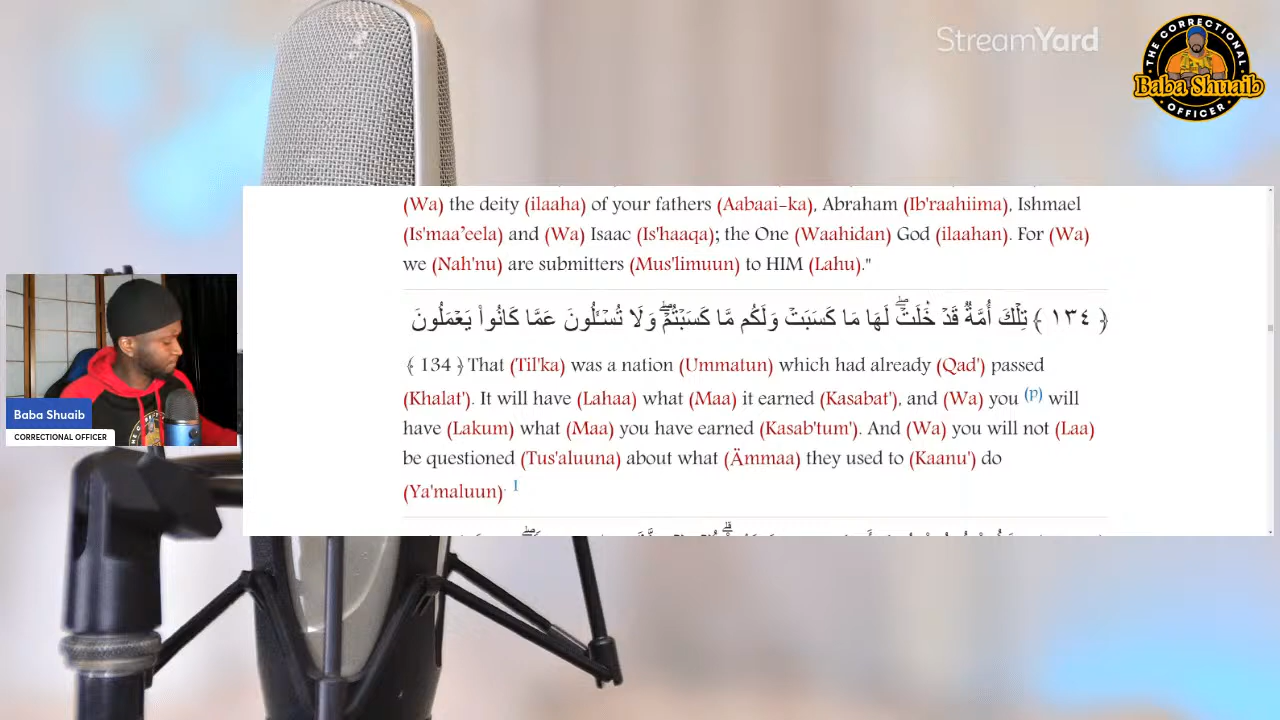 StreamYard
THE CORRECTIONAL
Baba Shuaib
OFFICER
(Wa) the deity (ilaaha) of your fathers (Aabaai-ka), Abraham (Ib'raahiima), Ishmael
(Is'maa’eela) and (Wa) Isaac (Is'haaqa); the One (Waahidan) God (ilaahan). For (Wa)
we (Nah'nu) are submitters (Mus'limuun) to HIM (Lahu)."
﴿ ١٣٤ ﴾ تِلۡكَ أُمَّةٌ قَدۡ خَلَتۡۖ لَهَا مَا كَسَبَتۡ وَلَكُم مَّا كَسَبۡتُمۡۖ وَلَا تُسۡـَٔلُونَ عَمَّا كَانُواْ يَعۡمَلُونَ
﴾ 134 ﴿ That (Til'ka) was a nation (Ummatun) which had already (Qad') passed
(Khalat'). It will have (Lahaa) what (Maa) it earned (Kasabat'), and (Wa) you (p) will
have (Lakum) what (Maa) you have earned (Kasab'tum'). And (Wa) you will not (Laa)
be questioned (Tus'aluuna) about what (Ämmaa) they used to (Kaanu') do
(Ya'maluun). 1
Baba Shuaib
CORRECTIONAL OFFICER